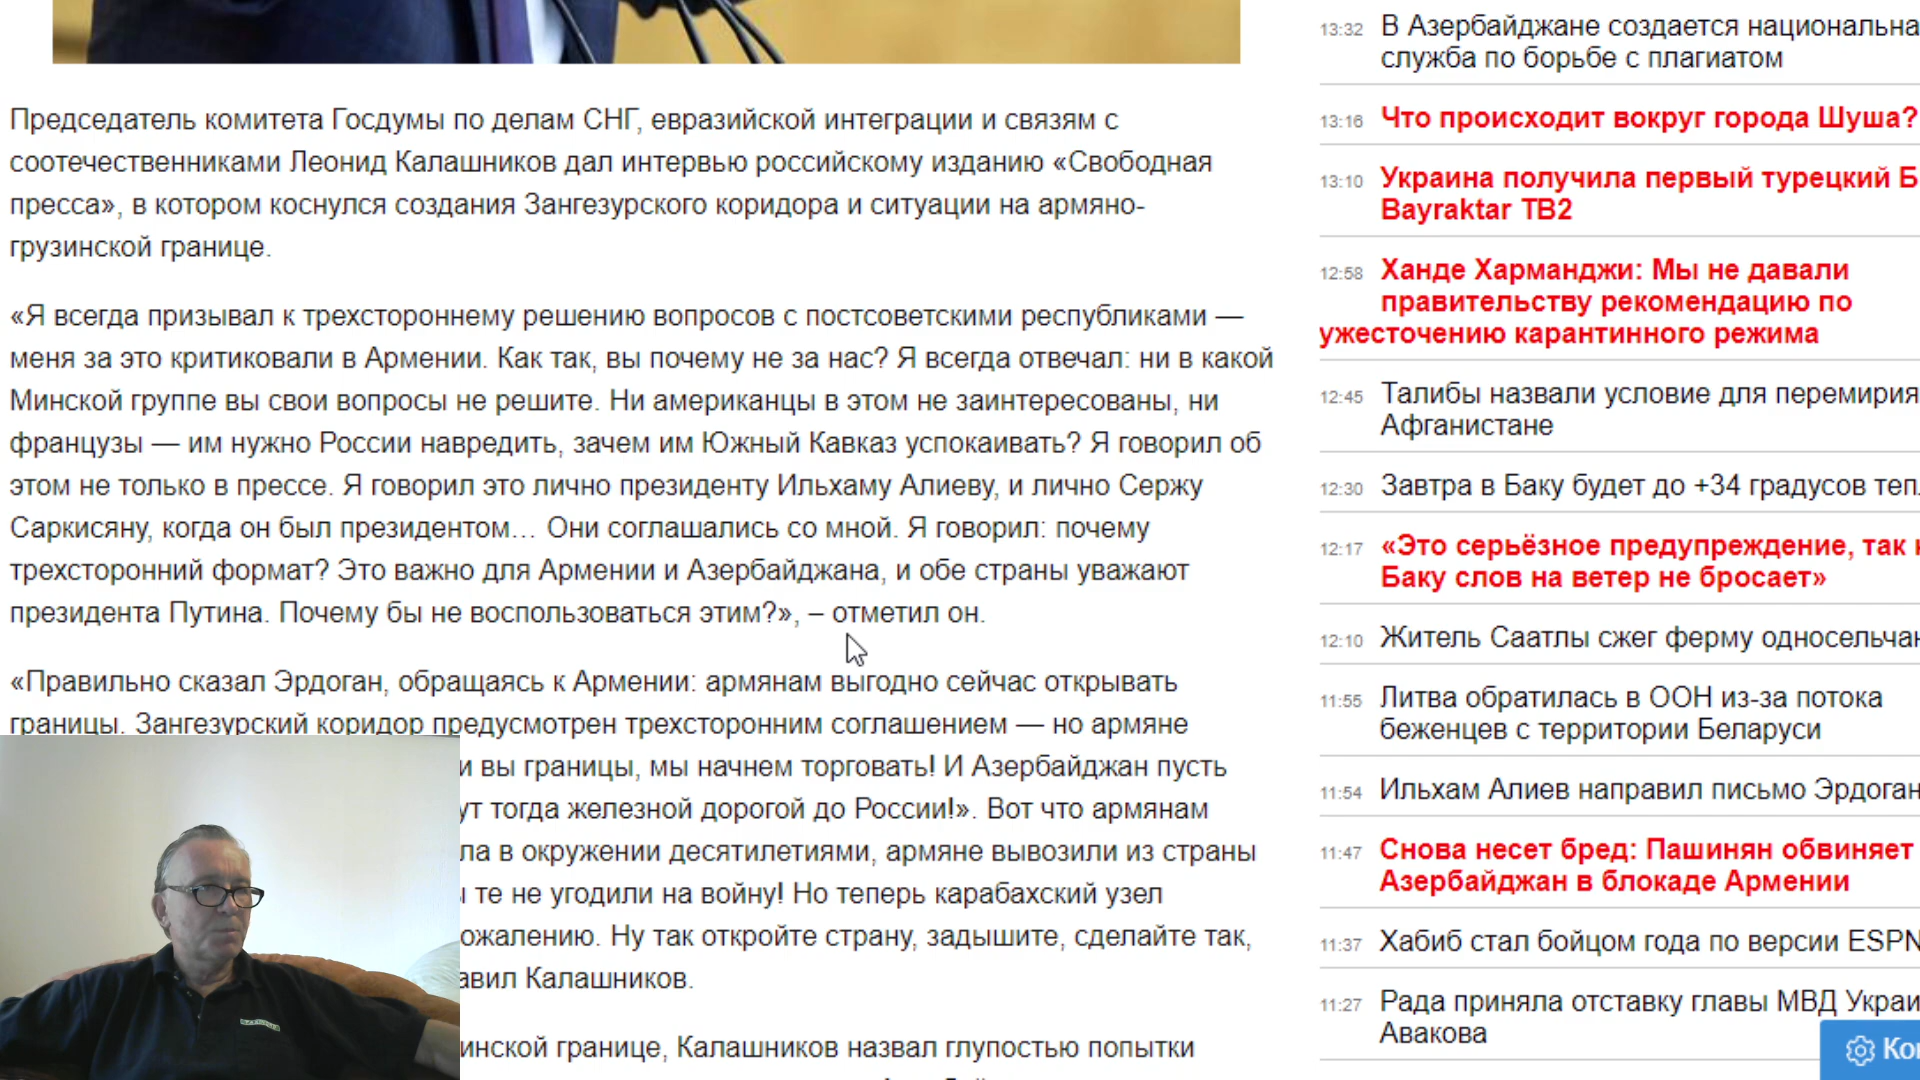 Председатель комитета Госдумы по делам СНГ, евразийской интеграции и связям с
соотечественниками Леонид Калашников дал интервью российскому изданию «Свободная
пресса», в котором коснулся создания Зангезурского коридора и ситуации на армяно-
грузинской границе.
«Я всегда призывал к трехстороннему решению вопросов с постсоветскими республиками —
меня за это критиковали в Армении. Как так, вы почему не за нас? Я всегда отвечал: ни в какой
Минской группе вы свои вопросы не решите. Ни американцы в этом не заинтересованы, ни
французы — им нужно России навредить, зачем им Южный Кавказ успокаивать? Я говорил об
этом не только в прессе. Я говорил это лично президенту Ильхаму Алиеву, и лично Сержу
Саркисяну, когда он был президентом... Они соглашались со мной. Я говорил: почему
трехсторонний формат? Это важно для Армении и Азербайджана, и обе страны уважают
президента Путина. Почему бы не воспользоваться этим?», – отметил он.
«Правильно сказал Эрдоган, обращаясь к Армении: армянам выгодно сейчас открывать
границы. Зангезурский коридор предусмотрен трехсторонним соглашением — но армяне
и вы границы, мы начнем торговать! И Азербайджан пусть
ут тогда железной дорогой до России!». Вот что армянам
ла в окружении десятилетиями, армяне вывозили из страны
те не угодили на войну! Но теперь карабахский узел
ожалению. Ну так откройте страну, задышите, сделайте так,
авил Калашников.
инской границе, Калашников назвал глупостью попытки
13:32 В Азербайджане создается национальна
служба по борьбе с плагиатом
13:16 Что происходит вокруг города Шуша?
13:10 Украина получила первый турецкий Б
Bayraktar TB2
12:58 Ханде Харманджи: Мы не давали
правительству рекомендацию по
ужесточению карантинного режима
12:45 Талибы назвали условие для перемирия
Афганистане
12:30 Завтра в Баку будет до +34 градусов теп
12:17 «Это серьёзное предупреждение, так
Баку слов на ветер не бросает»
12:10 Житель Саатлы сжег ферму односельча
11:55 Литва обратилась в ООН из-за потока
беженцев с территории Беларуси
11:54 Ильхам Алиев направил письмо Эрдоган
11:47 Снова несет бред: Пашинян обвиняет
Азербайджан в блокаде Армении
11:37 Хабиб стал бойцом года по версии ESPN
11:27 Рада приняла отставку главы МВД Украи
Авакова
Ко